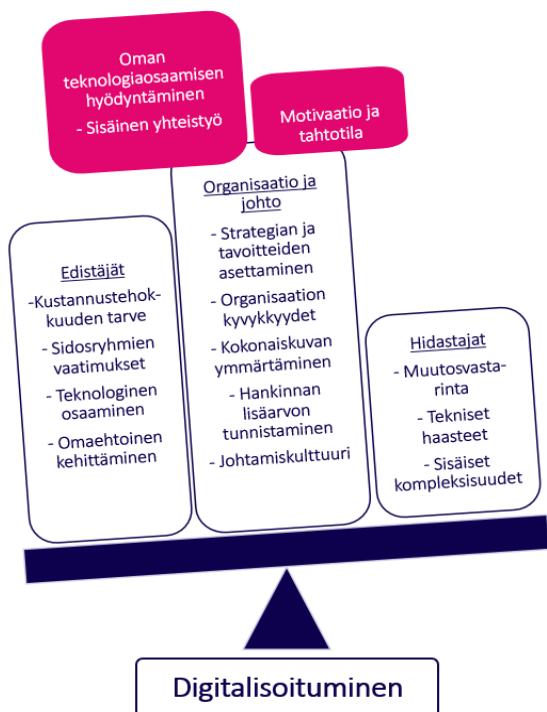 Oman
teknologiaosaamisen
hyödyntäminen
- Sisäinen yhteistyö
Motivaatio ja
tahtotila
Edistäjät
-Kustannustehok-
kuuden tarve
- Sidosryhmien
vaatimukset
- Teknologinen
osaaminen
- Omaehtoinen
kehittäminen
Organisaatio ja
johto
- Strategian ja
tavoitteiden
asettaminen
- Organisaation
kyvykkyydet
- Kokonaiskuvan
ymmärtäminen
- Hankinnan
lisäarvon
tunnistaminen
- Johtamiskulttuuri
Hidastajat
- Muutosvasta-
rinta
- Tekniset
haasteet
- Sisäiset
kompleksisuudet
Digitalisoituminen